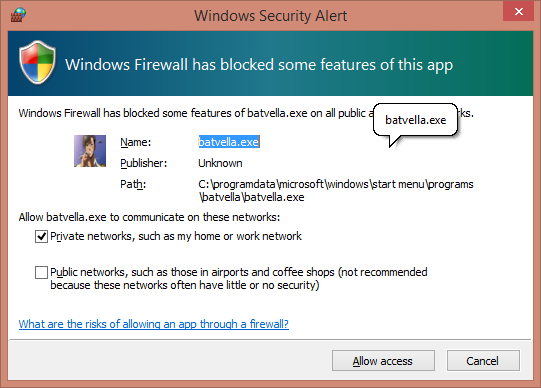 Windows Security Alert
Windows Firewall has blocked some features of this app
Windows Firewall has blocked some features of batvella.exe on all public a ks.
batvella.exe
Name: batvella.exe
Publisher: Unknown
Path: C:\programdata\microsoft\windows\start menu\programs
\batvella\batvella.exe
Allow batvella.exe to communicate on these networks:
Private networks, such as my home or work network
Public networks, such as those in airports and coffee shops (not recommended
because these networks often have little or no security)
What are the risks of allowing an app through a firewall?
Allow access
Cancel